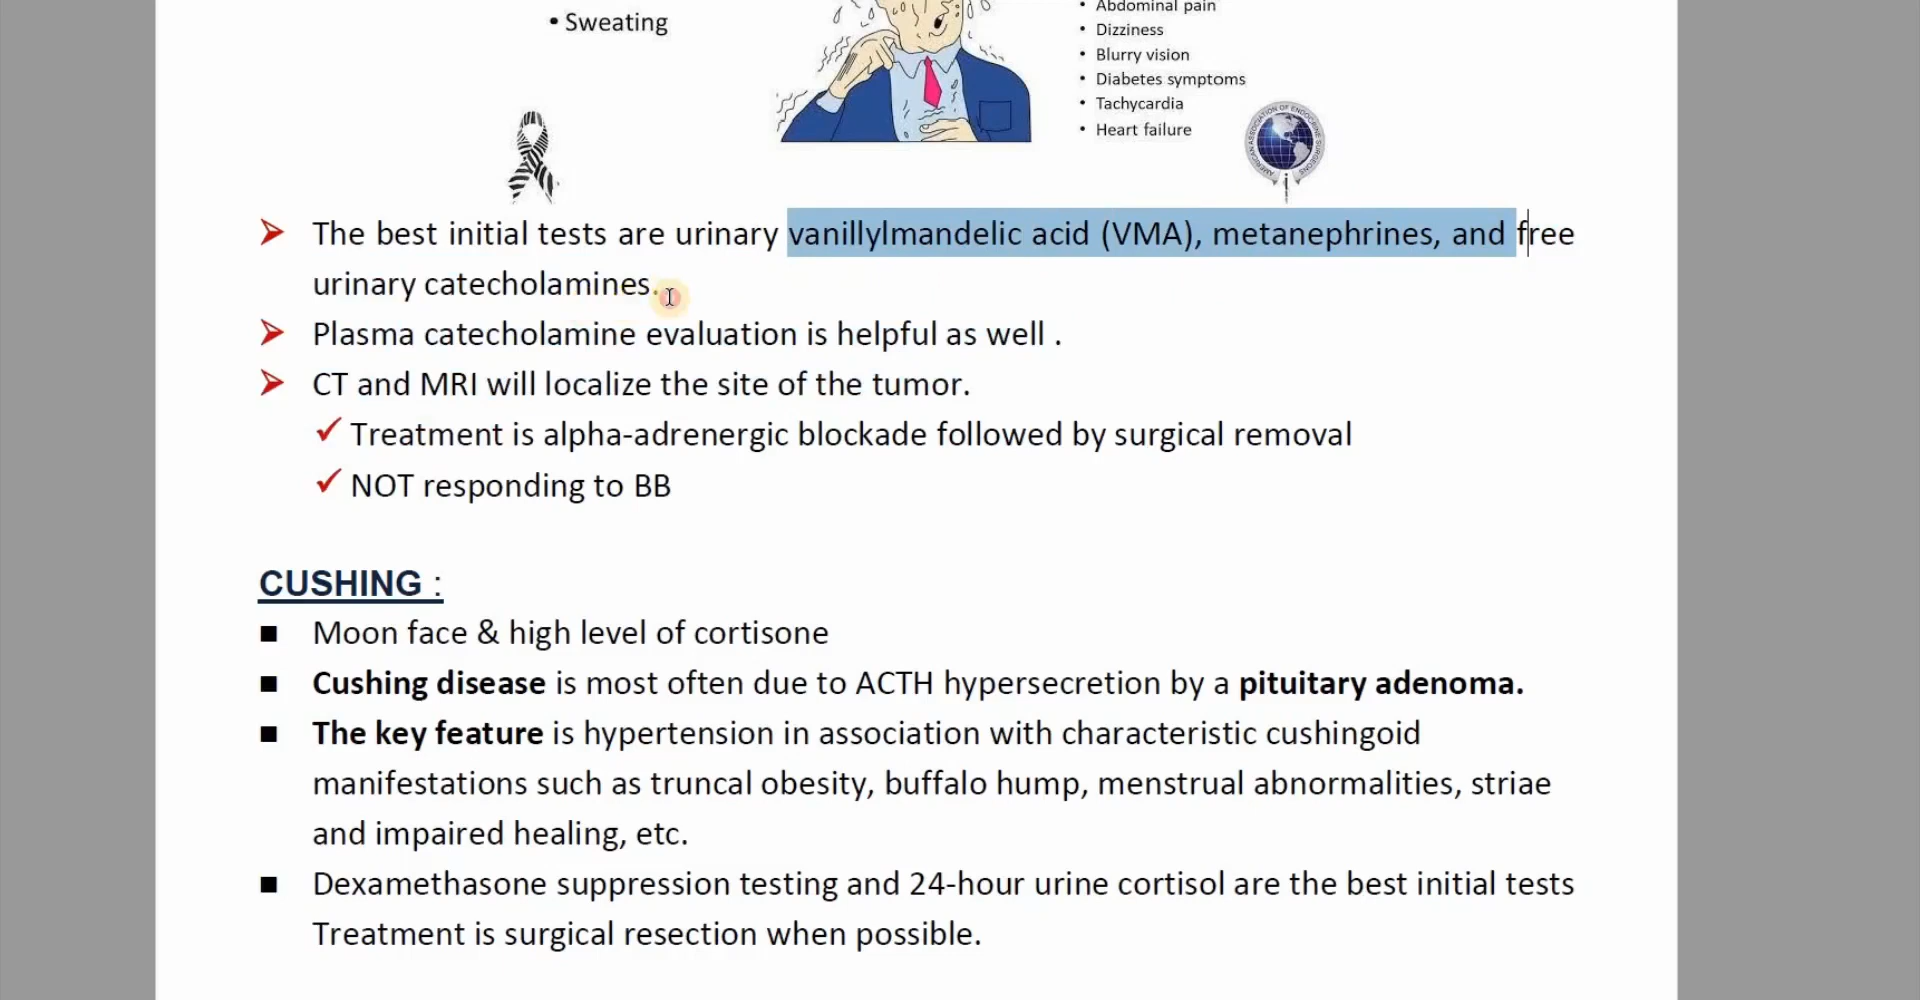 • Sweating
• Abdominal pain
• Dizziness
• Blurry vision
• Diabetes symptoms
• Tachycardia
• Heart failure
AMERICAN ASSOCIATION OF ENDOCRINE SURGEONS
➢ The best initial tests are urinary vanillylmandelic acid (VMA), metanephrines, and free
urinary catecholamines.
➢ Plasma catecholamine evaluation is helpful as well .
➢ CT and MRI will localize the site of the tumor.
✓ Treatment is alpha-adrenergic blockade followed by surgical removal
✓ NOT responding to BB
CUSHING :
■ Moon face & high level of cortisone
■ Cushing disease is most often due to ACTH hypersecretion by a pituitary adenoma.
■ The key feature is hypertension in association with characteristic cushingoid
manifestations such as truncal obesity, buffalo hump, menstrual abnormalities, striae
and impaired healing, etc.
■ Dexamethasone suppression testing and 24-hour urine cortisol are the best initial tests
Treatment is surgical resection when possible.